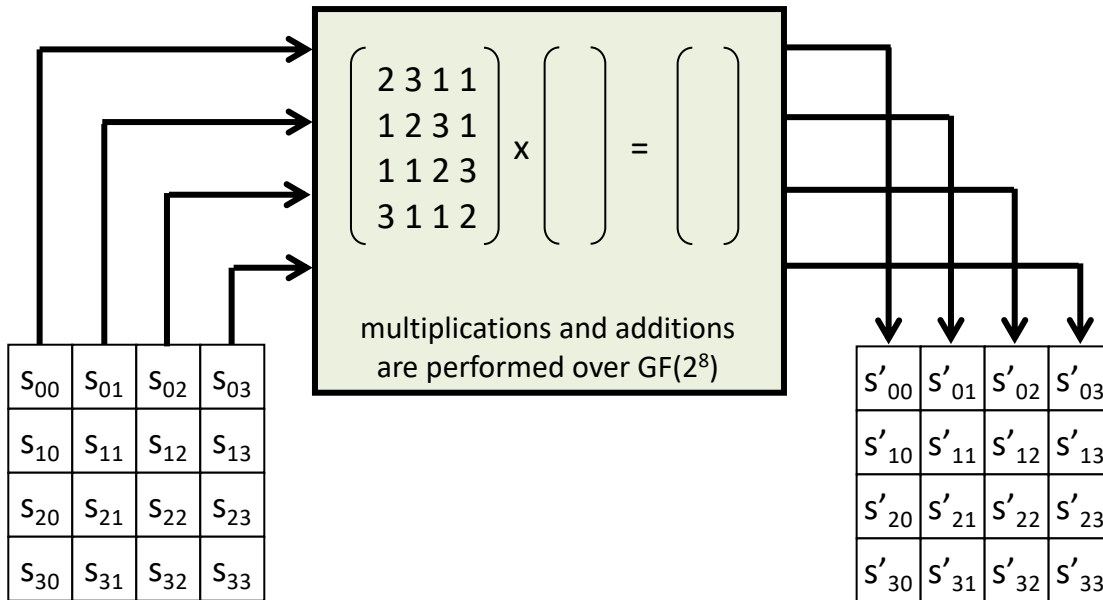 2 3 1 1
1 2 3 1
1 1 2 3
3 1 1 2
x =
multiplications and additions
are performed over GF(2⁸)
s₀₀ s₀₁ s₀₂ s₀₃
s₁₀ s₁₁ s₁₂ s₁₃
s₂₀ s₂₁ s₂₂ s₂₃
s₃₀ s₃₁ s₃₂ s₃₃
s’₀₀ s’₀₁ s’₀₂ s’₀₃
s’₁₀ s’₁₁ s’₁₂ s’₁₃
s’₂₀ s’₂₁ s’₂₂ s’₂₃
s’₃₀ s’₃₁ s’₃₂ s’₃₃